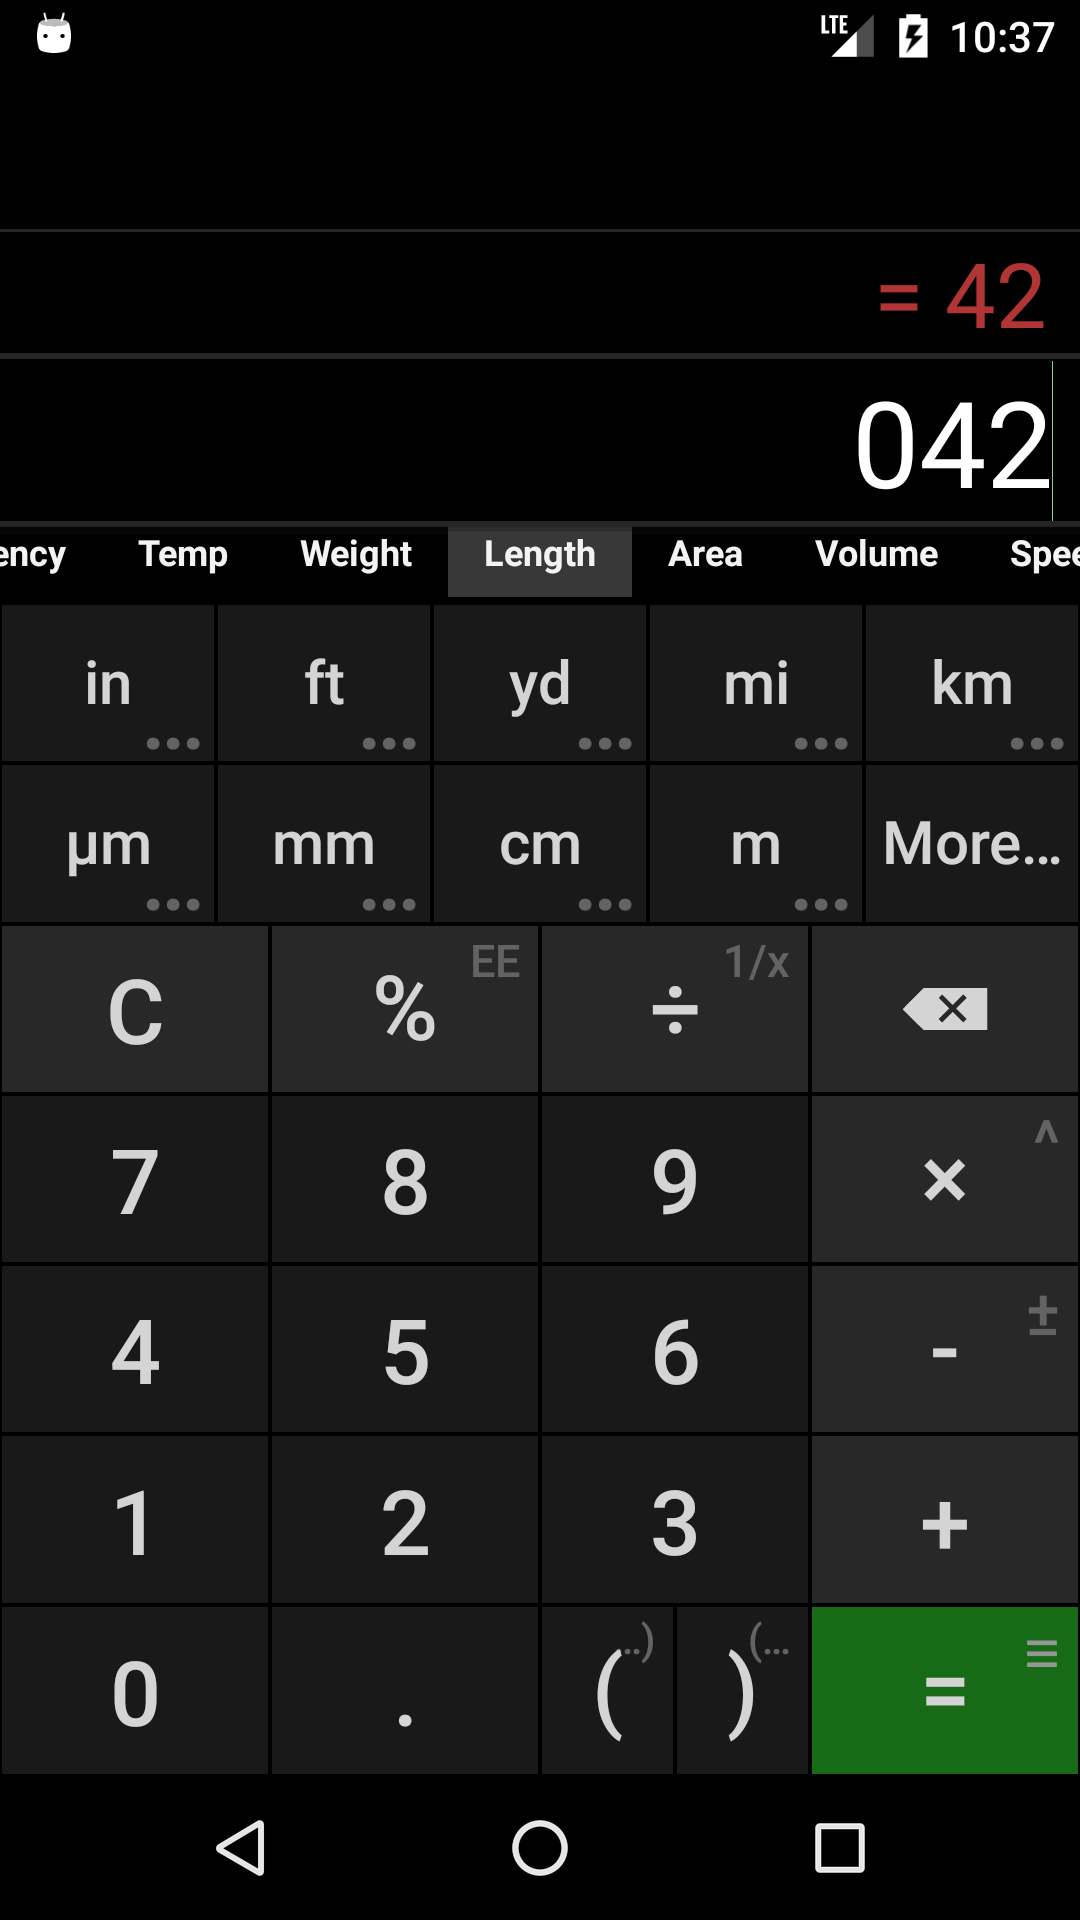 LTE 10:37
= 42
042
ency Temp Weight Length Area Volume Spee
in ft yd mi km
µm mm cm m More...
C % EE ÷ 1/x
7 8 9 × ^
4 5 6 - ±
1 2 3 +
0 . ( ..) ) (... =